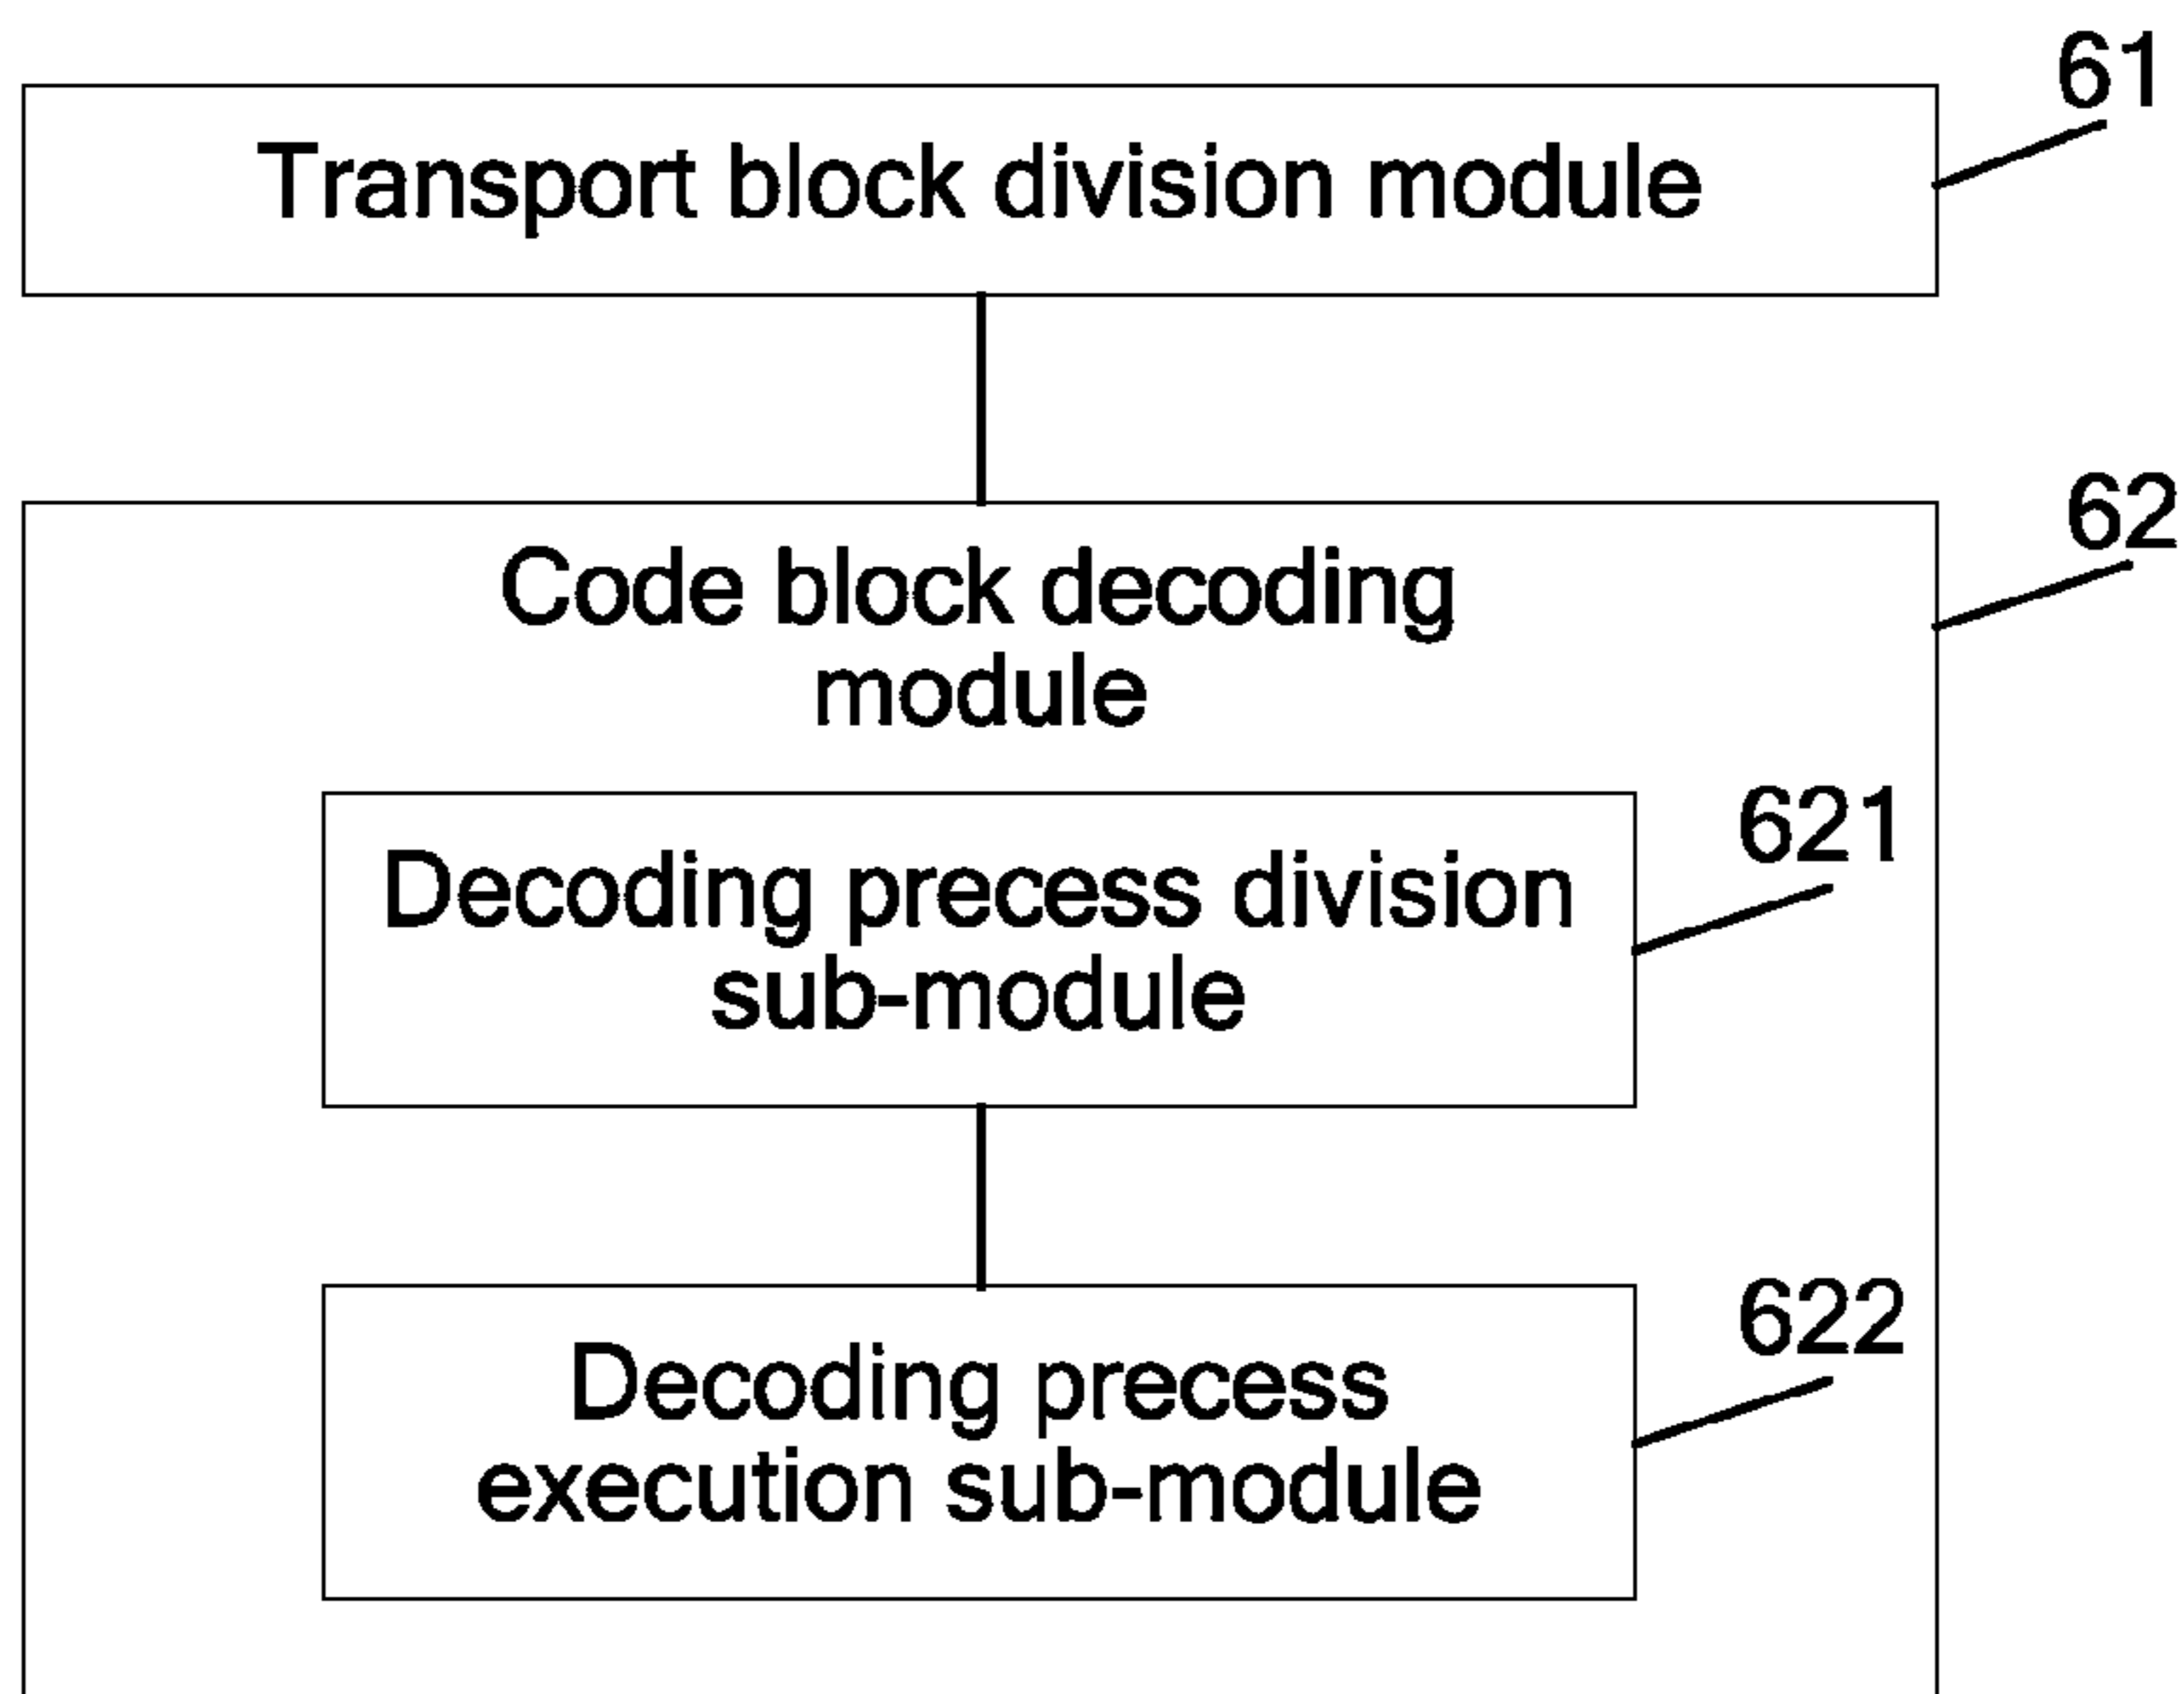 61
Transport block division module
62
Code block decoding
module
621
Decoding precess division
sub-module
622
Decoding precess
execution sub-module